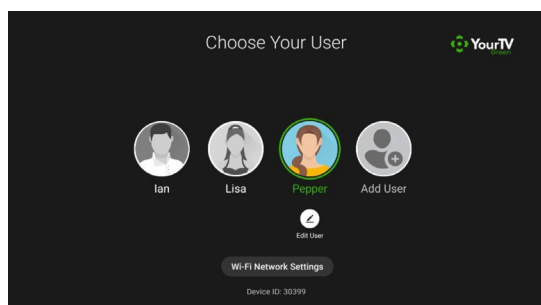 Choose Your User
YourTV
Green
Ian
Lisa
Pepper
Add User
Edit User
Wi-Fi Network Settings
Device ID: 30399